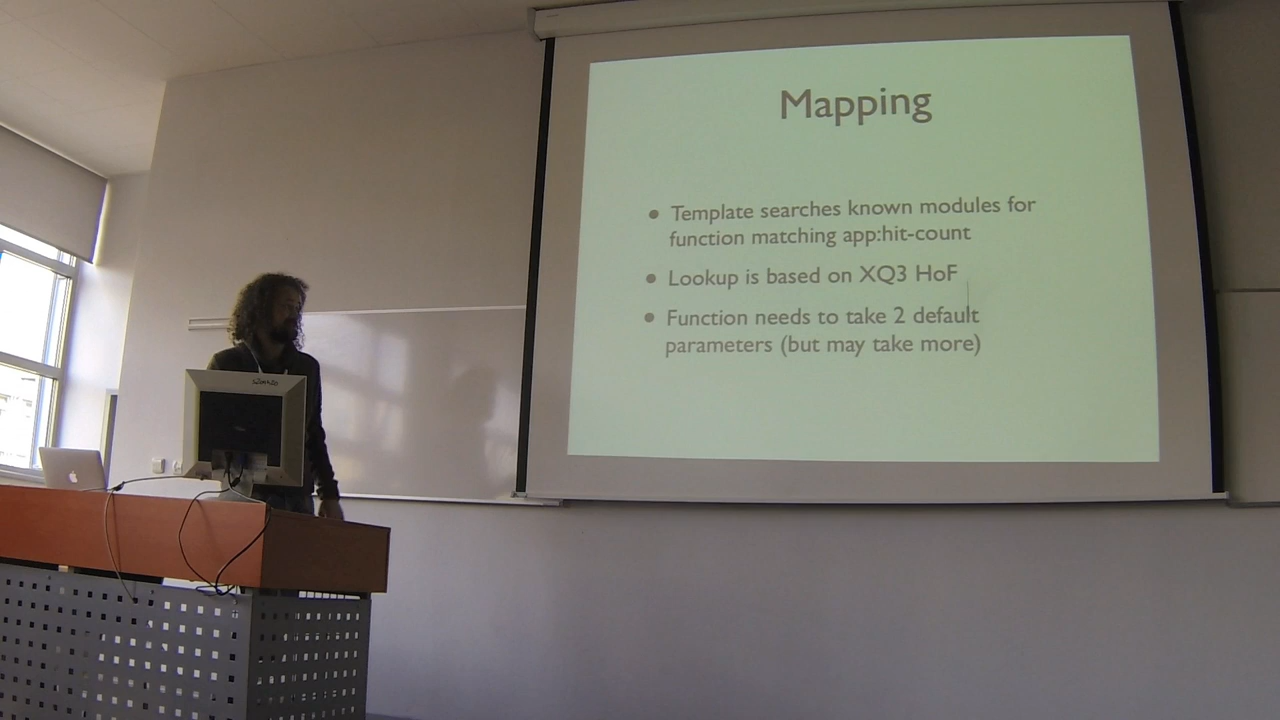 Mapping
• Template searches known modules for
function matching app:hit-count
• Lookup is based on XQ3 HoF
• Function needs to take 2 default
parameters (but may take more)